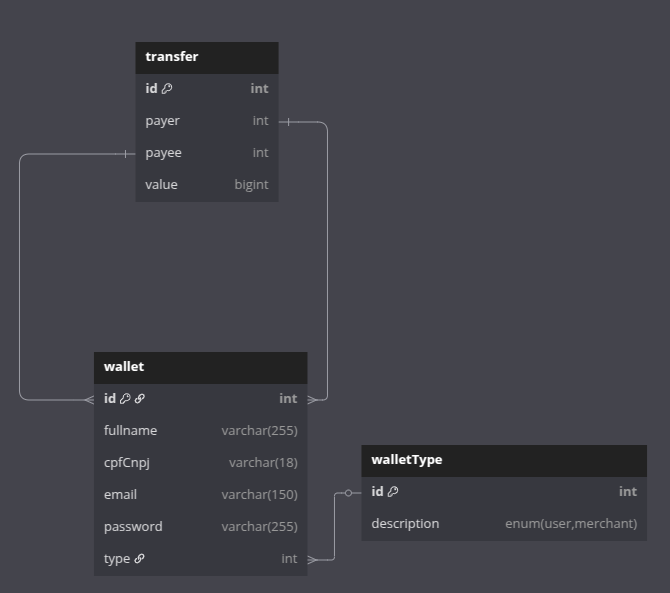 transfer
id int
payer int
payee int
value bigint
wallet
id int
fullname varchar(255)
cpfCnpj varchar(18)
email varchar(150)
password varchar(255)
type int
walletType
id int
description enum(user,merchant)